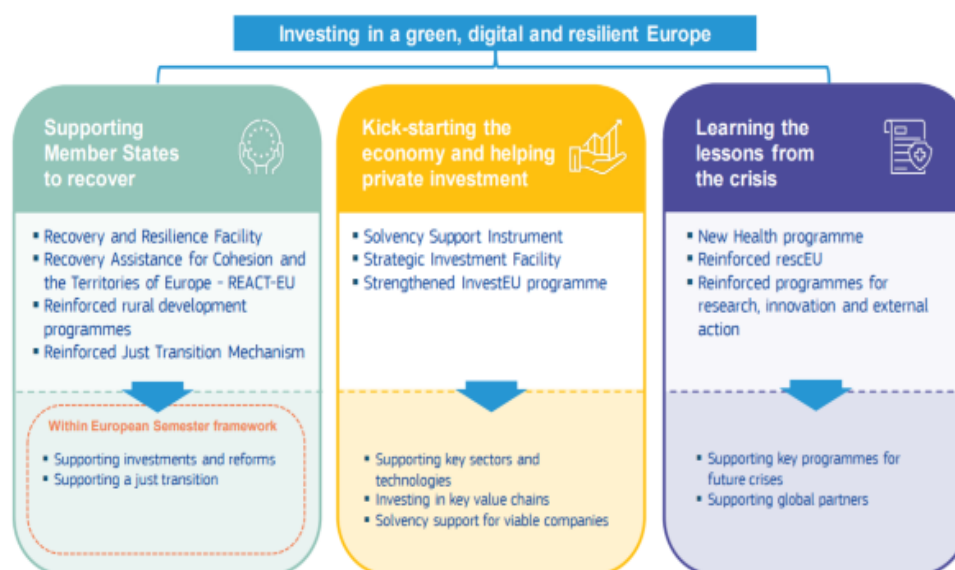 Investing in a green, digital and resilient Europe
Supporting
Member States
to recover
▪ Recovery and Resilience Facility
▪ Recovery Assistance for Cohesion and
the Territories of Europe - REACT-EU
▪ Reinforced rural development
programmes
▪ Reinforced Just Transition Mechanism
Within European Semester framework
▪ Supporting investments and reforms
▪ Supporting a just transition
Kick-starting the
economy and helping
private investment
▪ Solvency Support Instrument
▪ Strategic Investment Facility
▪ Strengthened InvestEU programme
▪ Supporting key sectors and
technologies
▪ Investing in key value chains
▪ Solvency support for viable companies
Learning the
lessons from
the crisis
▪ New Health programme
▪ Reinforced rescEU
▪ Reinforced programmes for
research, innovation and external
action
▪ Supporting key programmes for
future crises
▪ Supporting global partners